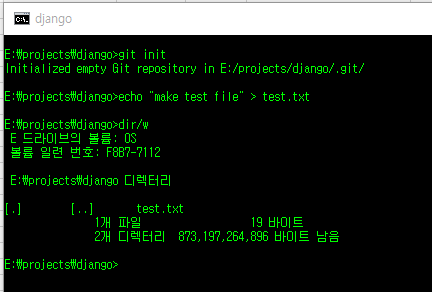 django
E:₩projects₩django>git init
Initialized empty Git repository in E:/projects/django/.git/
E:₩projects₩django>echo "make test file" > test.txt
E:₩projects₩django>dir/w
E 드라이브의 볼륨: OS
볼륨 일련 번호: F8B7-7112
E:₩projects₩django 디렉터리
[.] [..] test.txt
1개 파일 19 바이트
2개 디렉터리 873,197,264,896 바이트 남음
E:₩projects₩django>